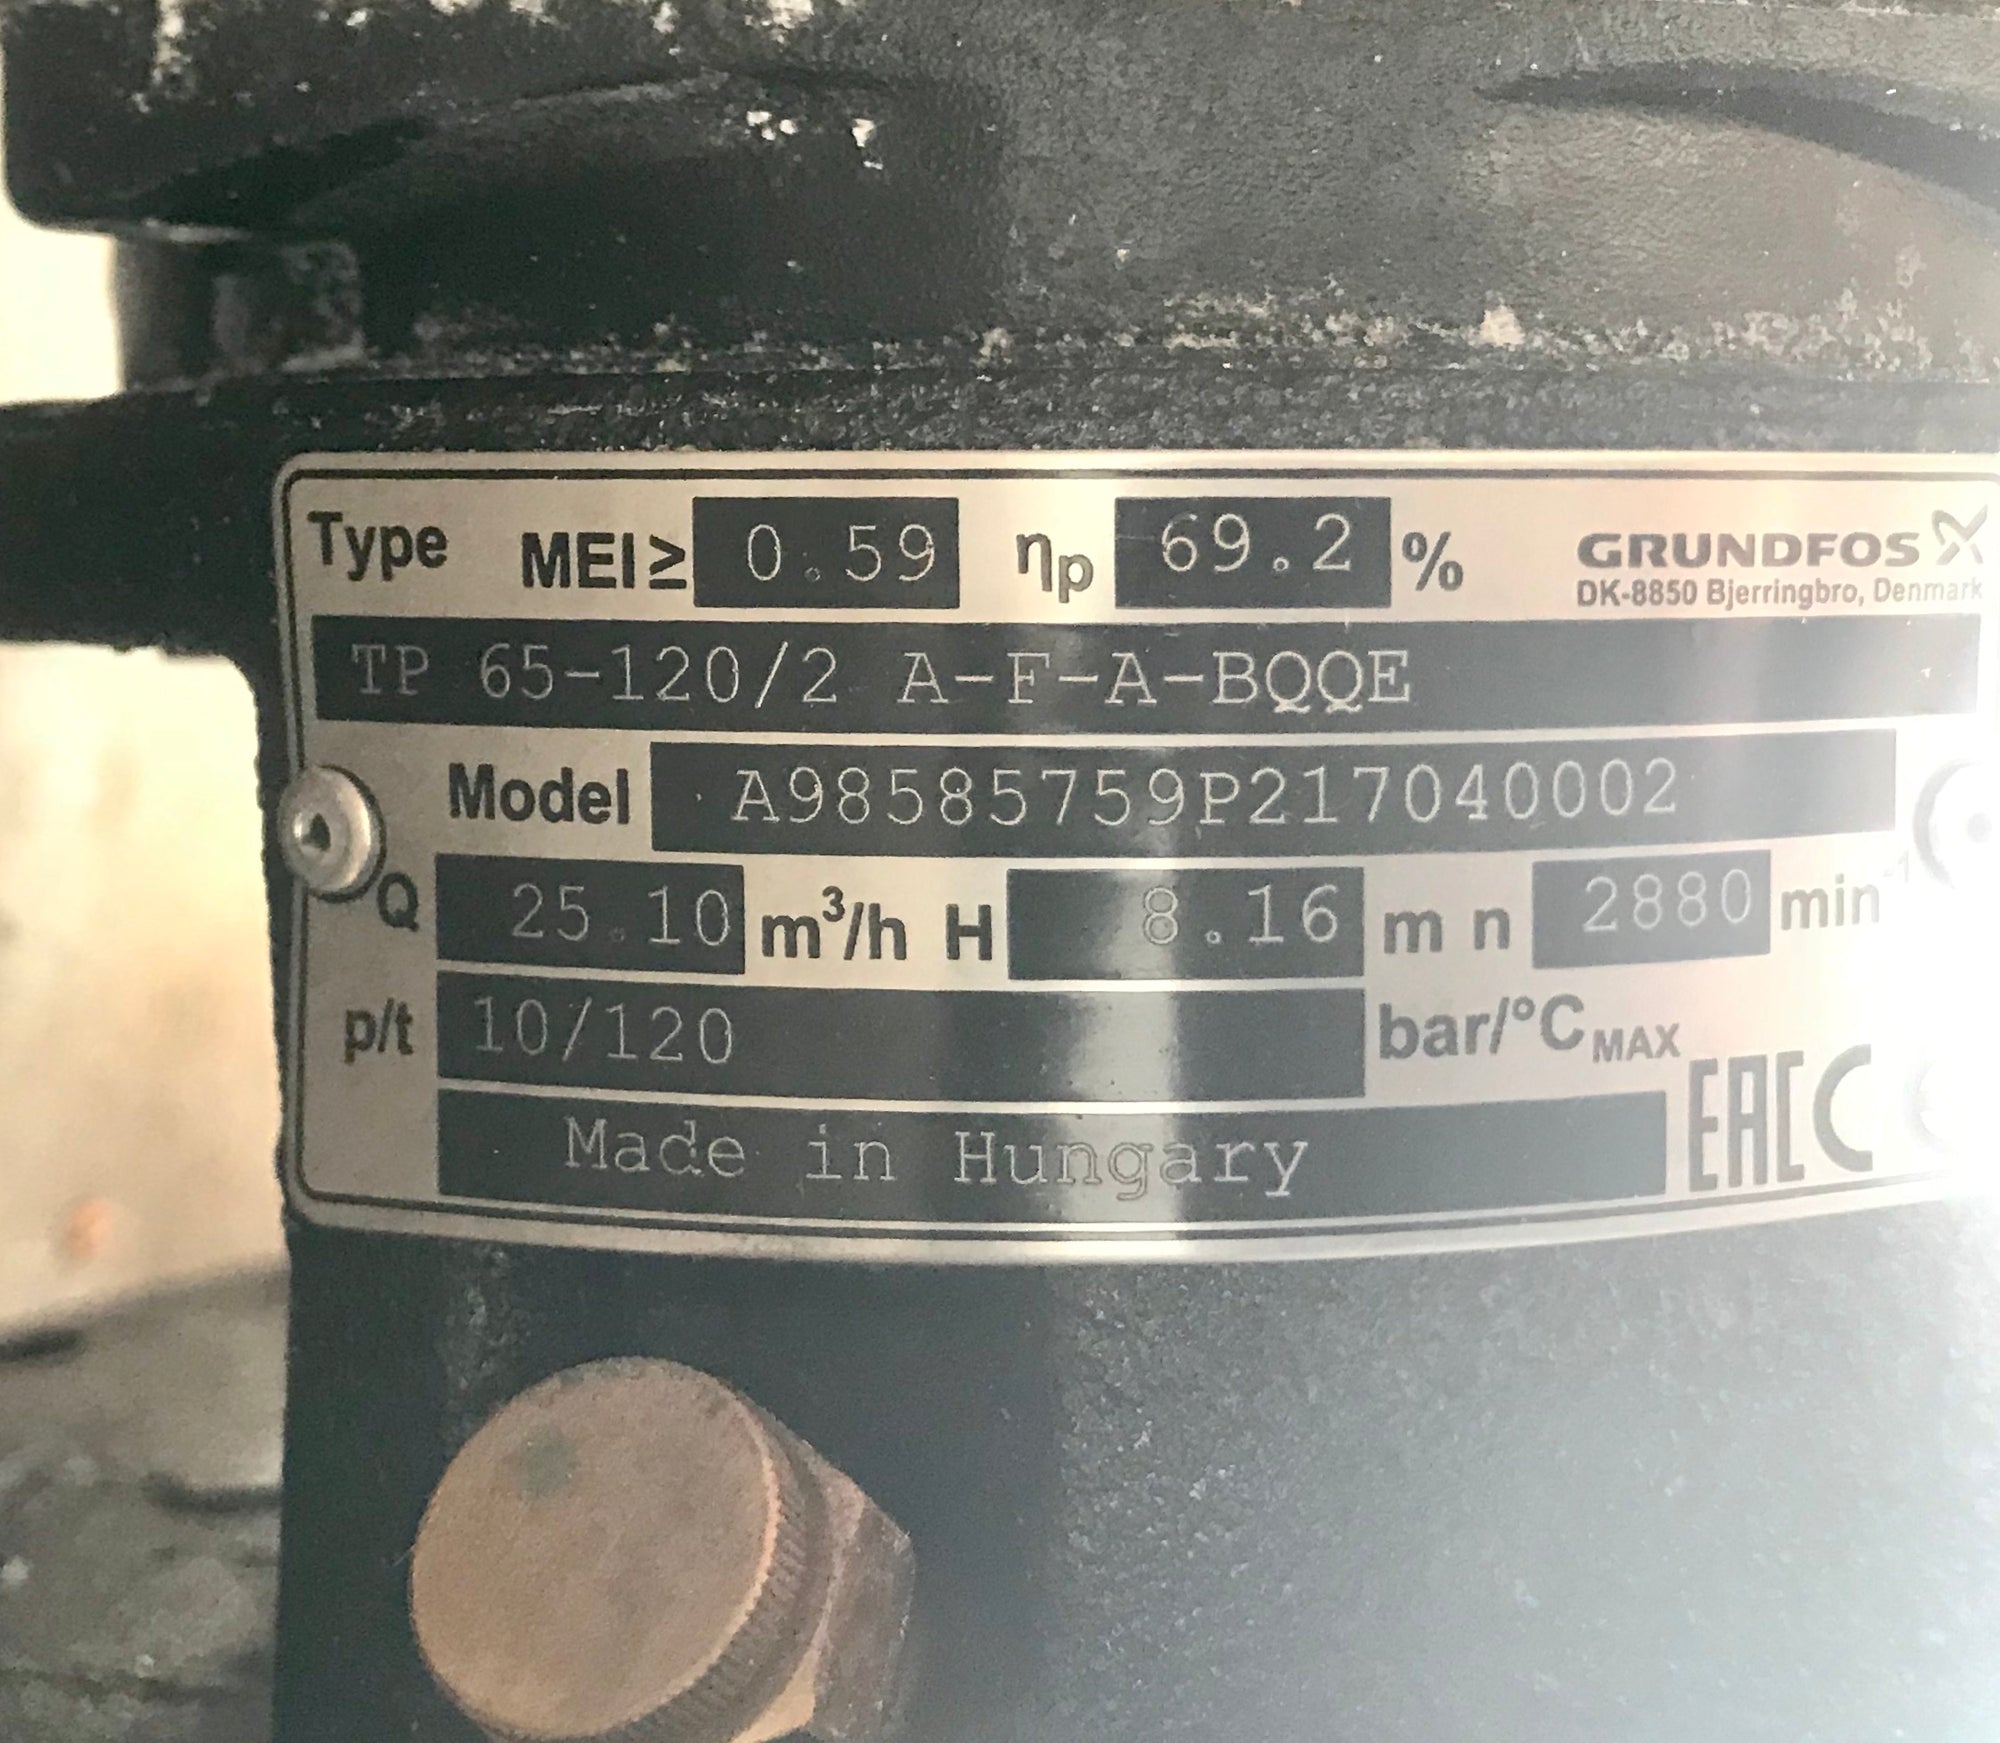 Type MEI≥ 0.59 ηp 69.2 % GRUNDFOS
DK-8850 Bjerringbro, Denmark
TP 65-120/2 A-F-A-BQQE
Model A98585759P217040002
Q 25.10 m³/h H 8.16 m n 2880 min⁻¹
p/t 10/120 bar/°C MAX
Made in Hungary EAC CE